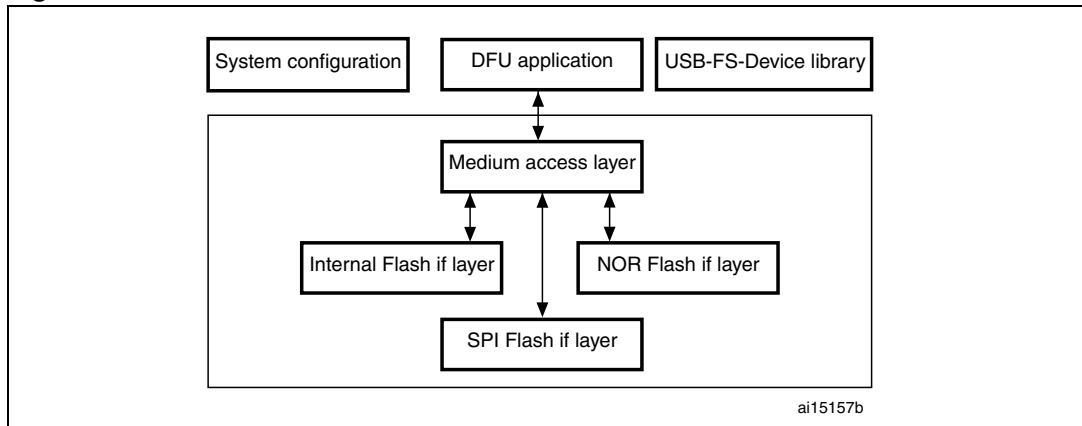 System configuration
DFU application
USB-FS-Device library
Medium access layer
Internal Flash if layer
NOR Flash if layer
SPI Flash if layer
ai15157b